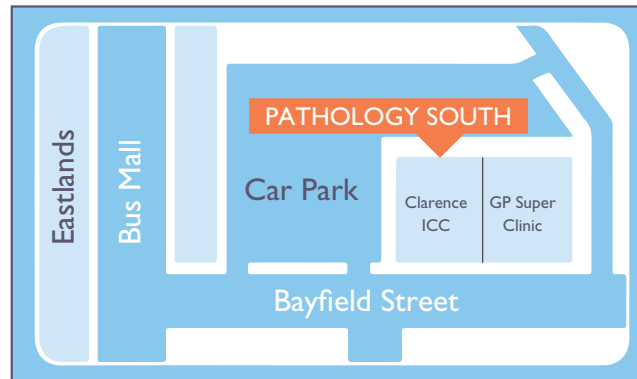 Eastlands
Bus Mall
PATHOLOGY SOUTH
Car Park
Clarence
ICC
GP Super
Clinic
Bayfield Street